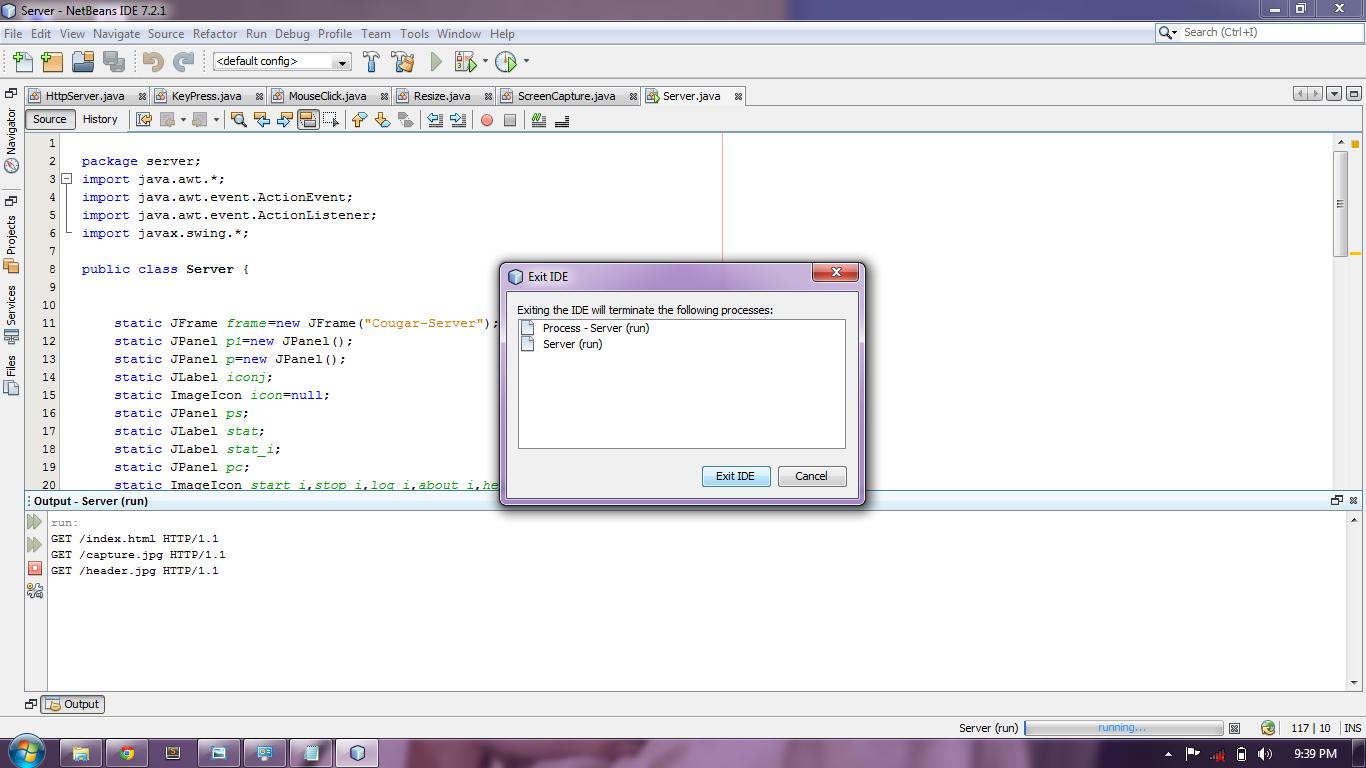 Server - NetBeans IDE 7.2.1
File Edit View Navigate Source Refactor Run Debug Profile Team Tools Window Help
Search (Ctrl+I)
<default config>
HttpServer.java KeyPress.java MouseClick.java Resize.java ScreenCapture.java Server.java
Source History
Navigator
Projects
Services
Files
1
2 package server;
3 import java.awt.*;
4 import java.awt.event.ActionEvent;
5 import java.awt.event.ActionListener;
6 import javax.swing.*;
7
8 public class Server {
9
10
11 static JFrame frame=new JFrame("Cougar-Server");
12 static JPanel p1=new JPanel();
13 static JPanel p=new JPanel();
14 static JLabel iconj;
15 static ImageIcon icon=null;
16 static JPanel ps;
17 static JLabel stat;
18 static JLabel stat_i;
19 static JPanel pc;
20 static ImageIcon start_i,stop_i,log_i,about_i,he
Exit IDE
Exiting the IDE will terminate the following processes:
Process - Server (run)
Server (run)
Exit IDE Cancel
Output - Server (run)
run:
GET /index.html HTTP/1.1
GET /capture.jpg HTTP/1.1
GET /header.jpg HTTP/1.1
Output
Server (run) running... 117 | 10 INS
9:39 PM